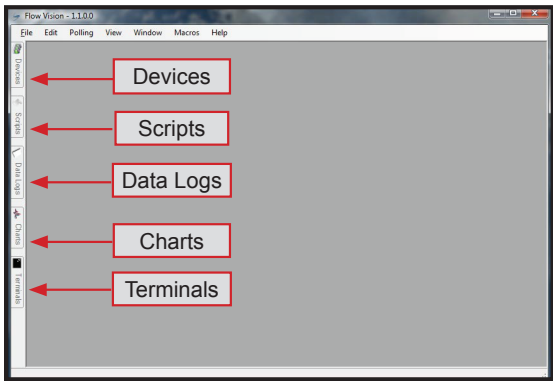 Flow Vision - 1.1.0.0
File Edit Polling View Window Macros Help
Devices
Devices
Scripts
Scripts
Data Logs
Data Logs
Charts
Charts
Terminals
Terminals